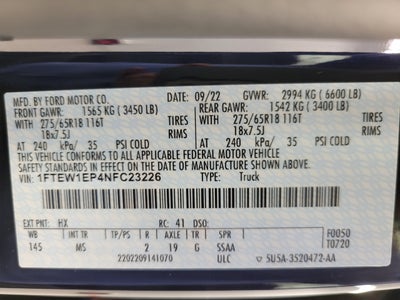 MFD. BY FORD MOTOR CO. 09/22 GVWR: 2994 KG ( 6600 LB)
FRONT GAWR: 1565 KG ( 3450 LB) REAR GAWR: 1542 KG ( 3400 LB)
WITH 275/65R18 116T TIRES WITH 275/65R18 116T TIRES
18x7.5J RIMS 18x7.5J RIMS
AT 240 kPa/ 35 PSI COLD AT 240 kPa/ 35 PSI COLD
THIS VEHICLE CONFORMS TO ALL APPLICABLE FEDERAL MOTOR VEHICLE
SAFETY STANDARDS IN EFFECT ON THE DATE OF MANUFACTURE SHOWN ABOVE.
VIN: 1FTEW1EP4NFC23226 TYPE: Truck
EXT PNT: HX RC: 41 DSO: F0050
WB INT TR TP/PS R AXLE TR SPR T0720
145 MS 2 19 G SSAA
2202209141070 ULC 5U5A-3520472-AA